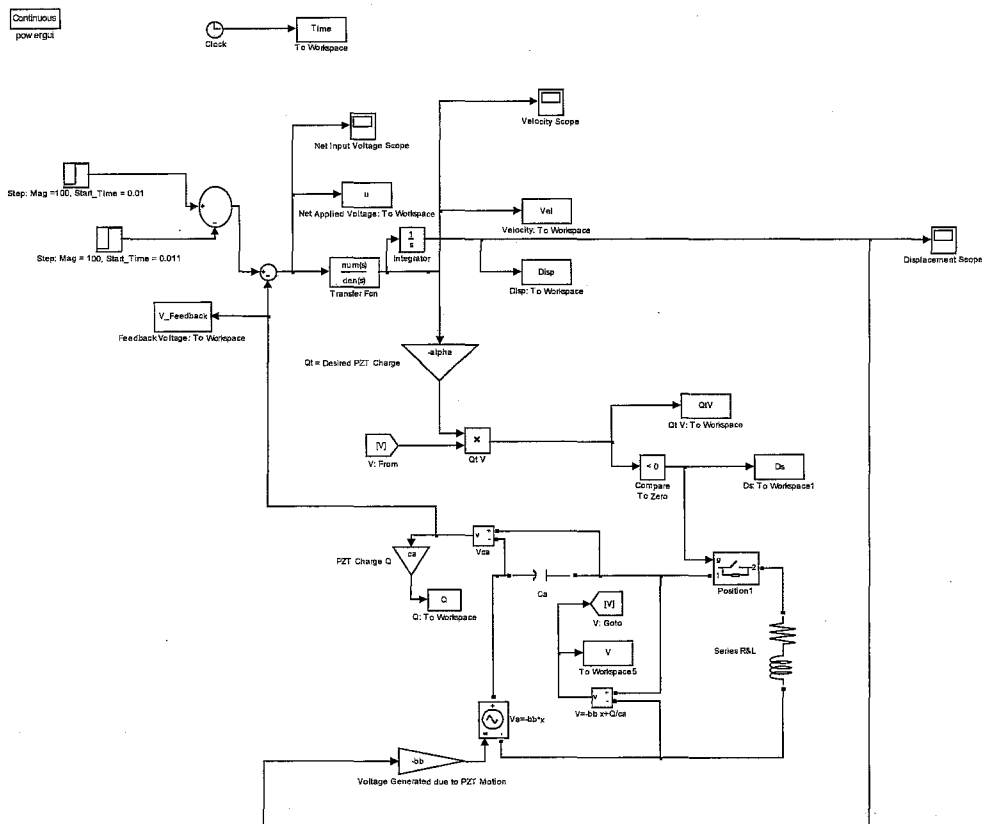 Continuous
powergui
Clock
Time
To Workspace
Velocity Scope
Net Input Voltage Scope
Step: Mag =100, Start_Time = 0.01
+
-
u
Net Applied Voltage: To Workspace
Vel
Velocity: To Workspace
Step: Mag = 100, Start_Time = 0.011
+
-
num(s)
den(s)
Transfer Fcn
1
s
Integrator
Disp
Disp: To Workspace
Displacement Scope
V_Feedback
Feedback Voltage: To Workspace
-alpha
Qt = Desired PZT Charge
[V]
V: From
×
Qt V
QtV
Qt V: To Workspace
< 0
Compare
To Zero
Ds
Ds: To Workspace1
ca
PZT Charge Q
v
+
-
Vca
Q
Q: To Workspace
Ca
g
1
2
Position1
[V]
V: Goto
V
To Workspace5
Series R&L
v
+
-
V=-bb x+Q/ca
+
-
Vs=-bb*x
-bb
Voltage Generated due to PZT Motion